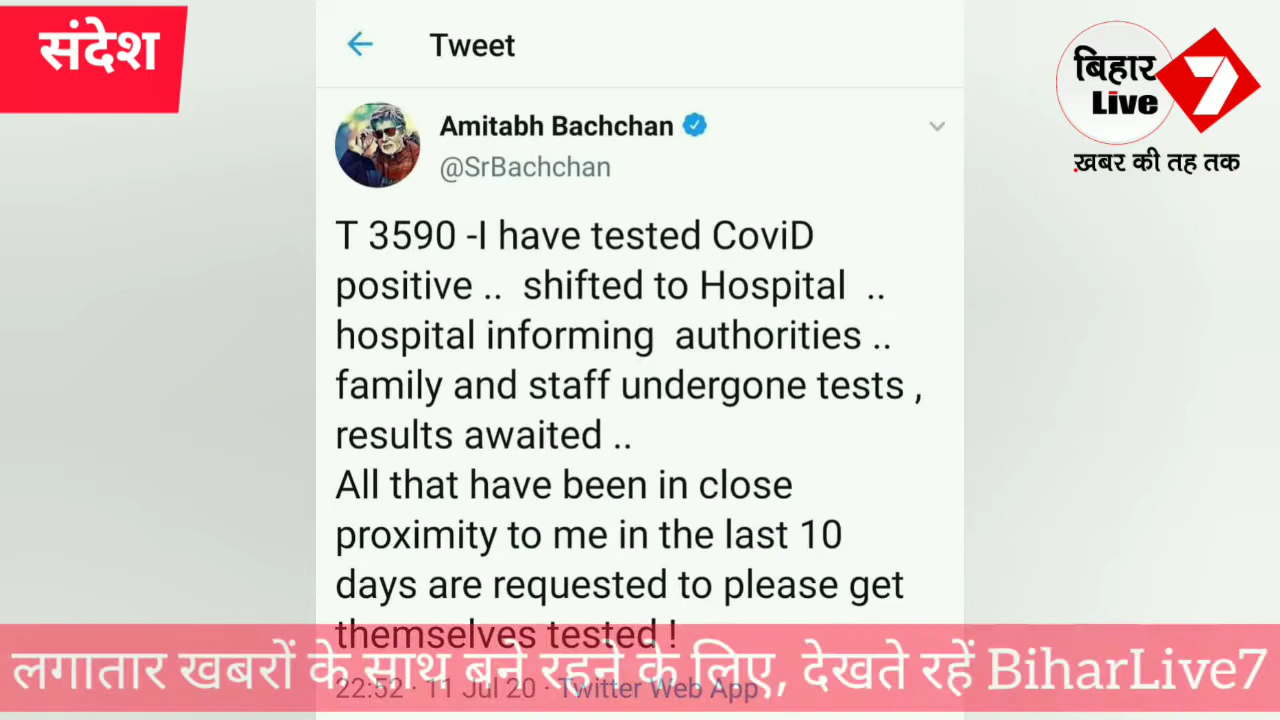 संदेश
Tweet
बिहार
Live
7
ख़बर की तह तक
Amitabh Bachchan
@SrBachchan
T 3590 -I have tested CoviD
positive .. shifted to Hospital ..
hospital informing authorities ..
family and staff undergone tests ,
results awaited ..
All that have been in close
proximity to me in the last 10
days are requested to please get
themselves tested !
लगातार खबरों के साथ बने रहने के लिए, देखते रहें BiharLive7
22:52 · 11 Jul 20 · Twitter Web App